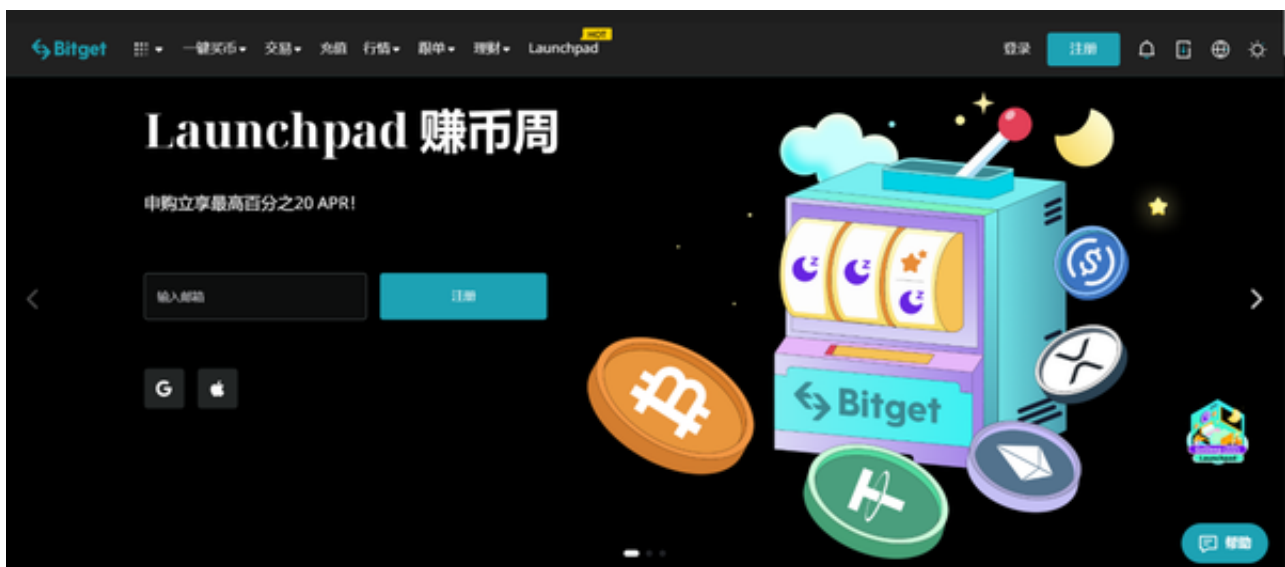 Bitget 一键买币 交易 充值 行情 跟单 理财 Launchpad HOT 登录 注册
Launchpad 赚币周
申购立享最高百分之20 APR!
输入邮箱 注册
G
Bitget
Launchpad
帮助